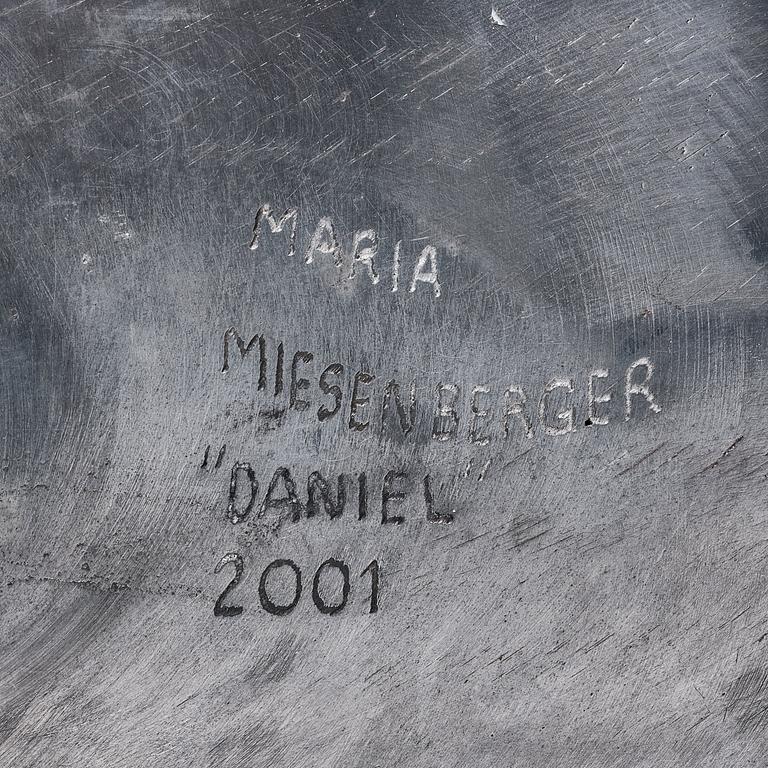 MARIA
MIESENBERGER
"DANIEL"
2001